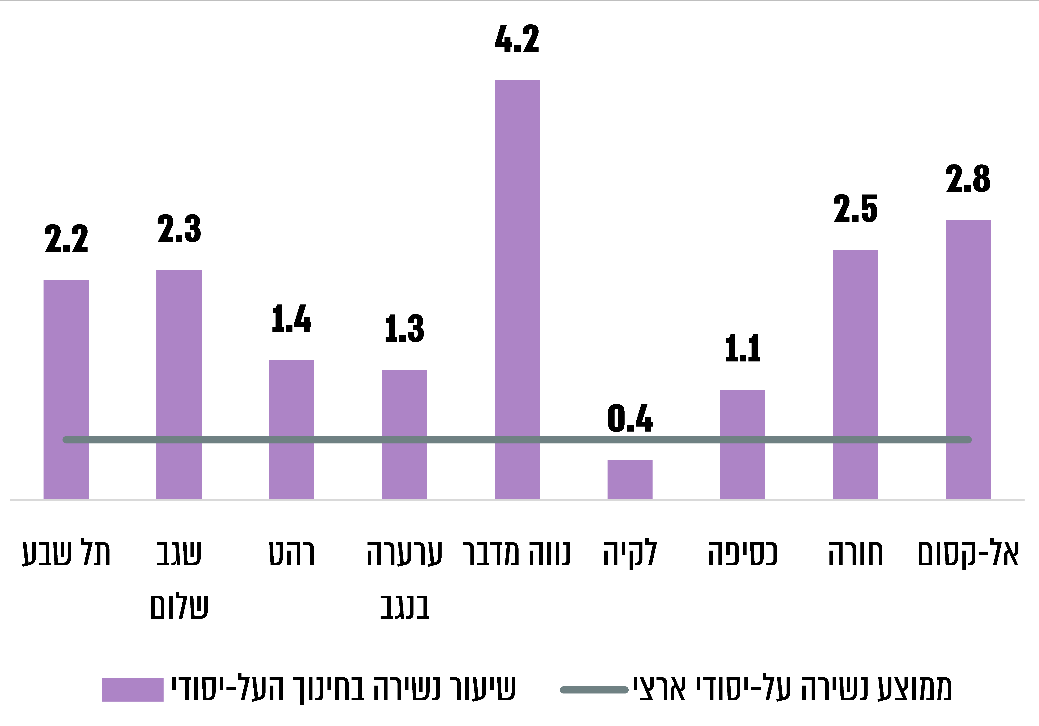 4.2
2.8
2.5
2.3
2.2
1.4
1.3
1.1
0.4
אל-קסום
חורה
כסיפה
לקיה
נווה מדבר
ערערה
בנגב
רהט
שגב
שלום
תל שבע
ממוצע נשירה על-יסודי ארצי
שיעור נשירה בחינוך העל-יסודי